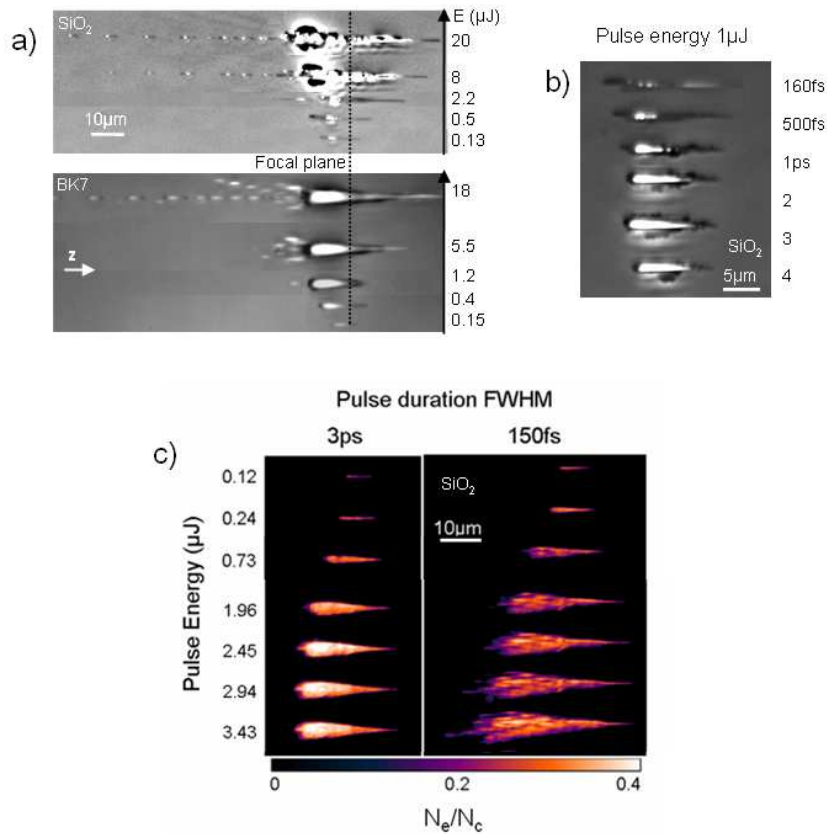 a)
SiO2
E (μJ)
20
8
2.2
0.5
0.13
10μm
Focal plane
BK7
18
5.5
1.2
0.4
0.15
z
Pulse energy 1μJ
b)
160fs
500fs
1ps
2
3
4
SiO2
5μm
Pulse duration FWHM
3ps 150fs
c)
Pulse Energy (μJ)
0.12
0.24
0.73
1.96
2.45
2.94
3.43
SiO2
10μm
0 0.2 0.4
Ne/Nc